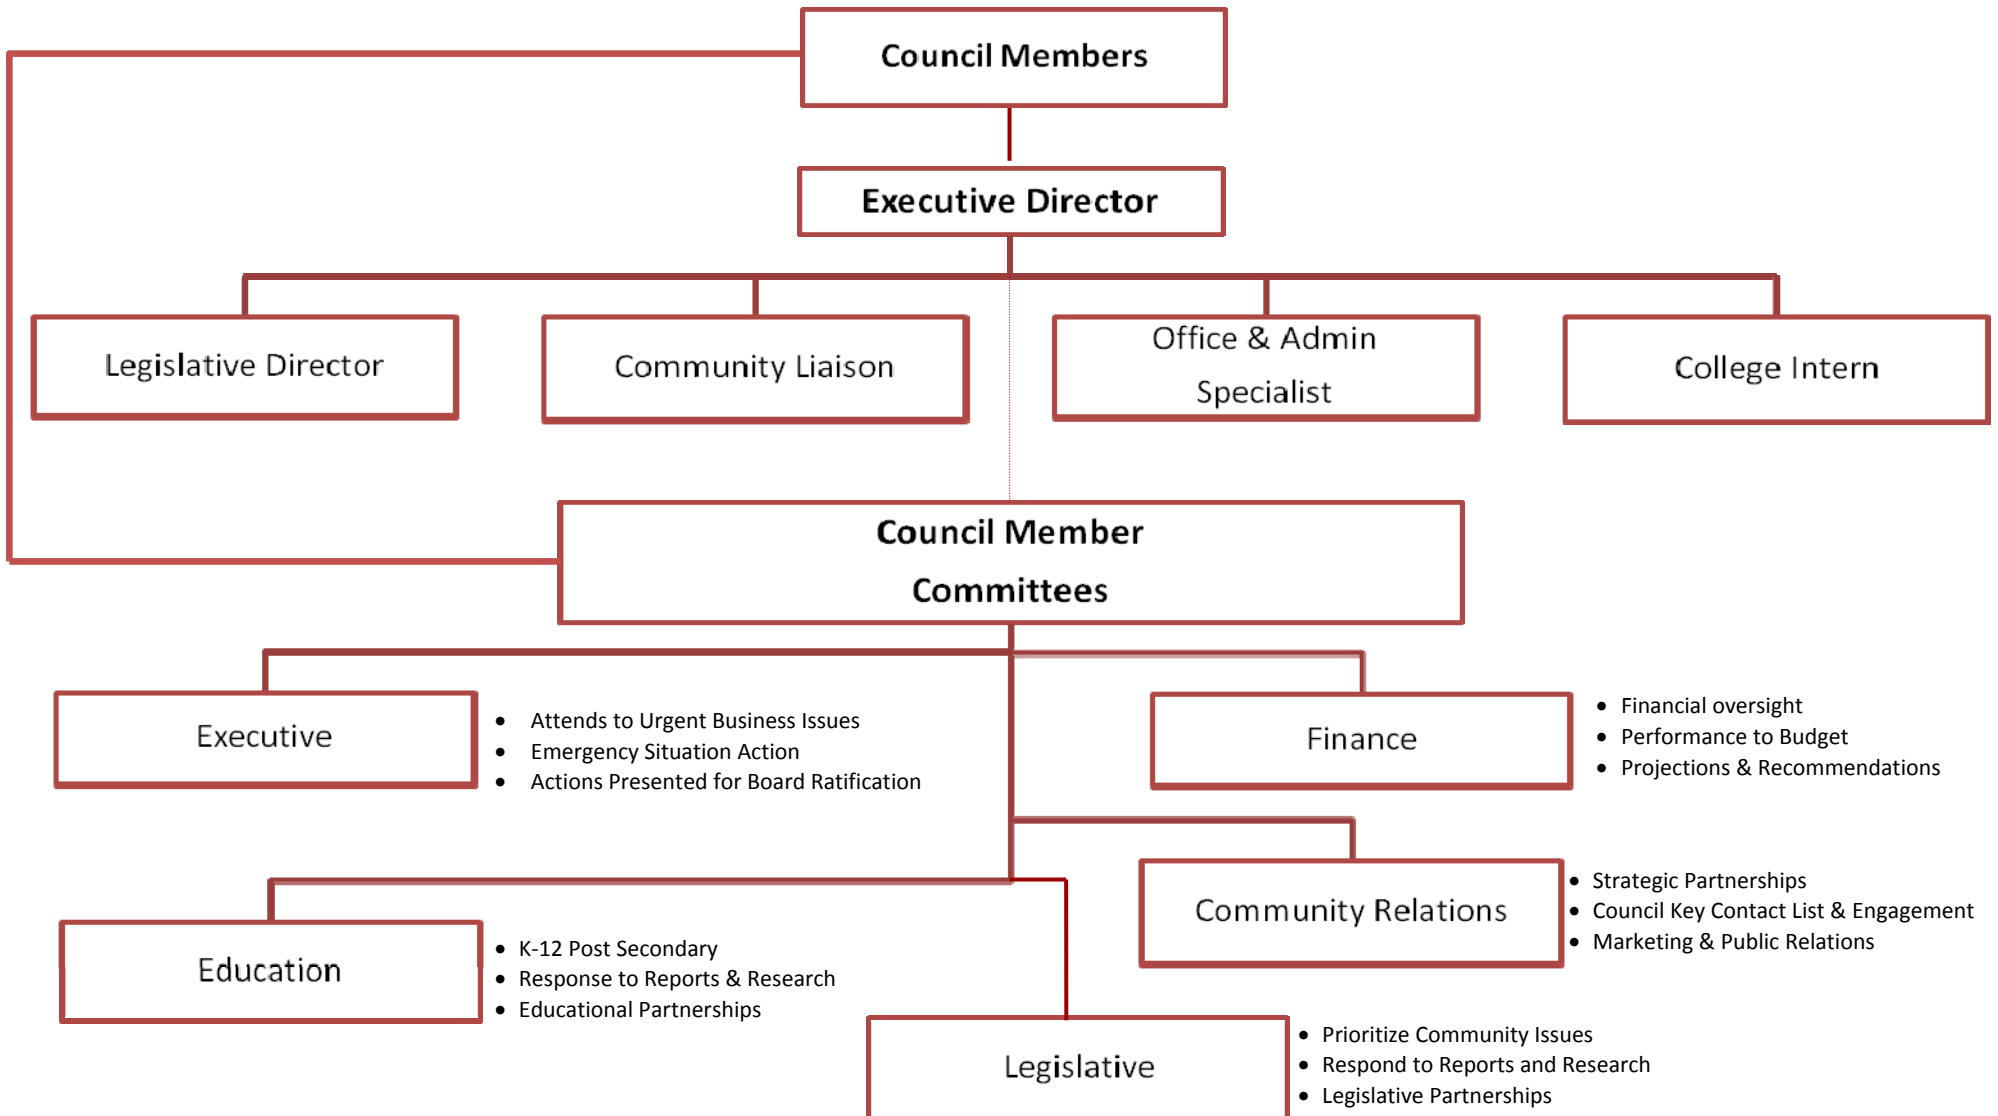 Council Members
Executive Director
Legislative Director
Community Liaison
Office & Admin
Specialist
College Intern
Council Member
Committees
Executive
• Attends to Urgent Business Issues
• Emergency Situation Action
• Actions Presented for Board Ratification
Finance
• Financial oversight
• Performance to Budget
• Projections & Recommendations
Community Relations
• Strategic Partnerships
• Council Key Contact List & Engagement
• Marketing & Public Relations
Education
• K-12 Post Secondary
• Response to Reports & Research
• Educational Partnerships
Legislative
• Prioritize Community Issues
• Respond to Reports and Research
• Legislative Partnerships